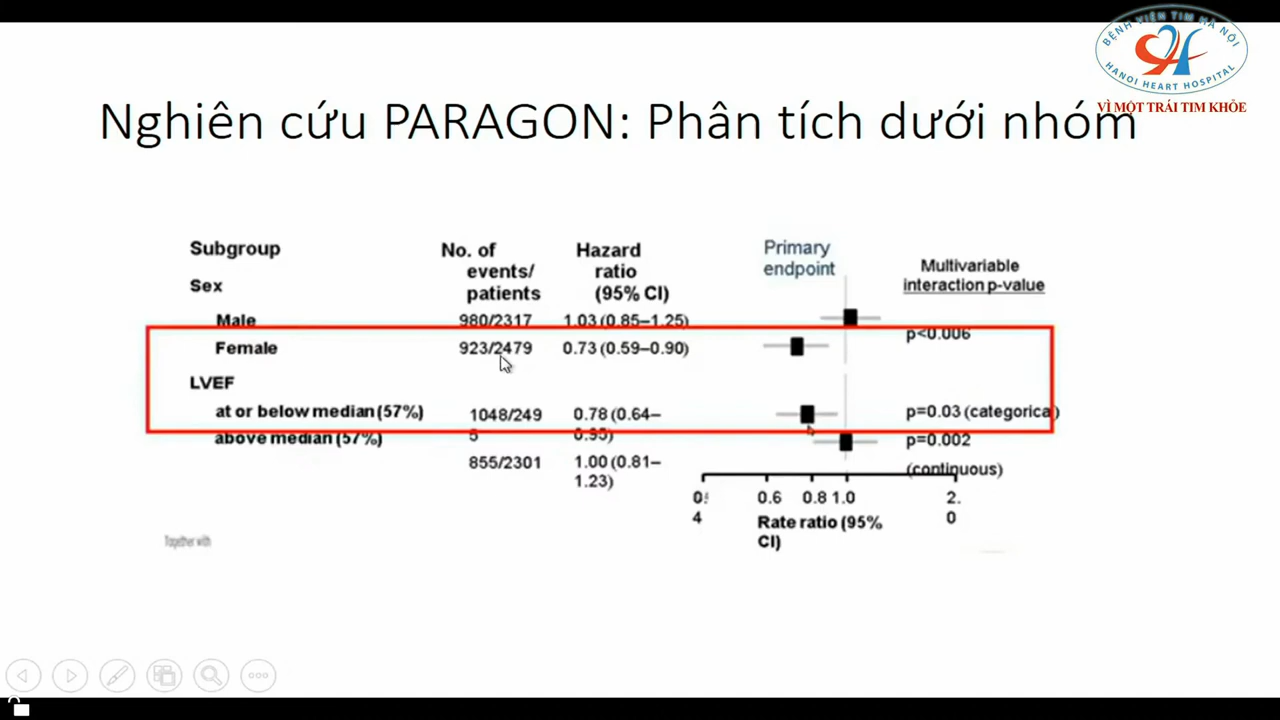 BỆNH VIỆN TIM HÀ NỘI
HANOI HEART HOSPITAL
VÌ MỘT TRÁI TIM KHỎE
Nghiên cứu PARAGON: Phân tích dưới nhóm
Subgroup
No. of events/ patients
Hazard ratio (95% CI)
Primary endpoint
Multivariable interaction p-value
Sex
Male 980/2317 1.03 (0.85–1.25)
p<0.006
Female 923/2479 0.73 (0.59–0.90)
LVEF
at or below median (57%) 1048/2495 0.78 (0.64–0.95) p=0.03 (categorica)
above median (57%) 855/2301 1.00 (0.81–1.23) p=0.002 (continuous)
0.6 0.8 1.0 2.0
Rate ratio (95% CI)
Together with